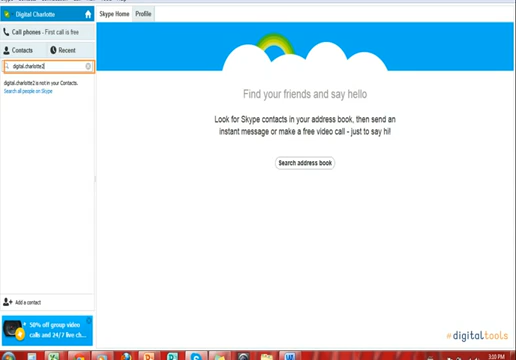 Digital Charlotte
Skype Home
Profile
Call phones - First call is free
Contacts
Recent
digital.charlotte2
digital.charlotte2 is not in your Contacts.
Search all people on Skype
Find your friends and say hello
Look for Skype contacts in your address book, then send an
instant message or make a free video call - just to say hi!
Search address book
Add a contact
50% off group video
calls and 24/7 live ch...
#digitaltools
3:10 PM